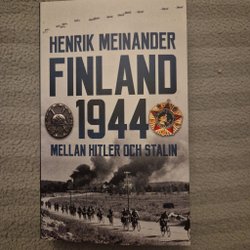 HENRIK MEINANDER
FINLAND
1944
MELLAN HITLER OCH STALIN